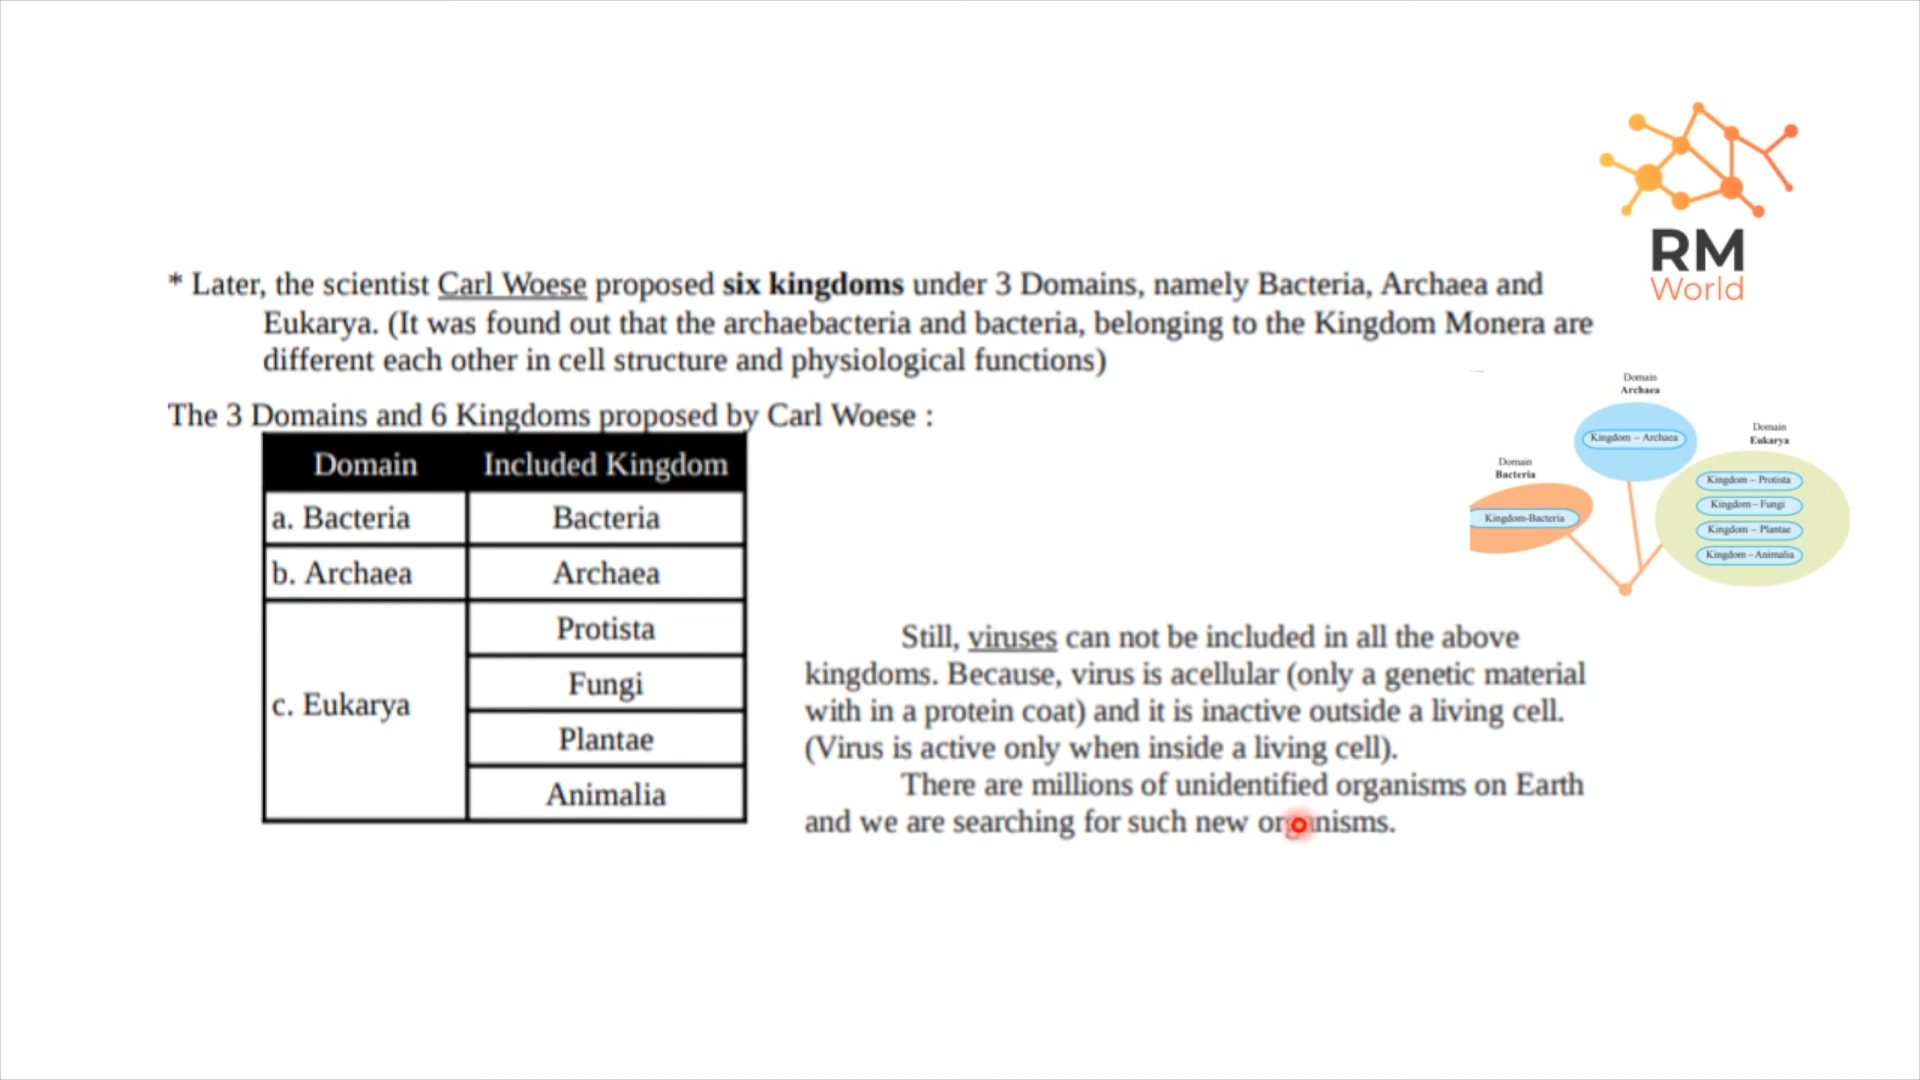 RM
World
* Later, the scientist Carl Woese proposed six kingdoms under 3 Domains, namely Bacteria, Archaea and
Eukarya. (It was found out that the archaebacteria and bacteria, belonging to the Kingdom Monera are
different each other in cell structure and physiological functions)
The 3 Domains and 6 Kingdoms proposed by Carl Woese :
Domain Included Kingdom
a. Bacteria Bacteria
b. Archaea Archaea
c. Eukarya Protista
Fungi
Plantae
Animalia
Domain
Archaea
Kingdom – Archaea
Domain
Eukarya
Kingdom – Protista
Kingdom – Fungi
Kingdom – Plantae
Kingdom – Animalia
Domain
Bacteria
Kingdom-Bacteria
Still, viruses can not be included in all the above
kingdoms. Because, virus is acellular (only a genetic material
with in a protein coat) and it is inactive outside a living cell.
(Virus is active only when inside a living cell).
There are millions of unidentified organisms on Earth
and we are searching for such new organisms.